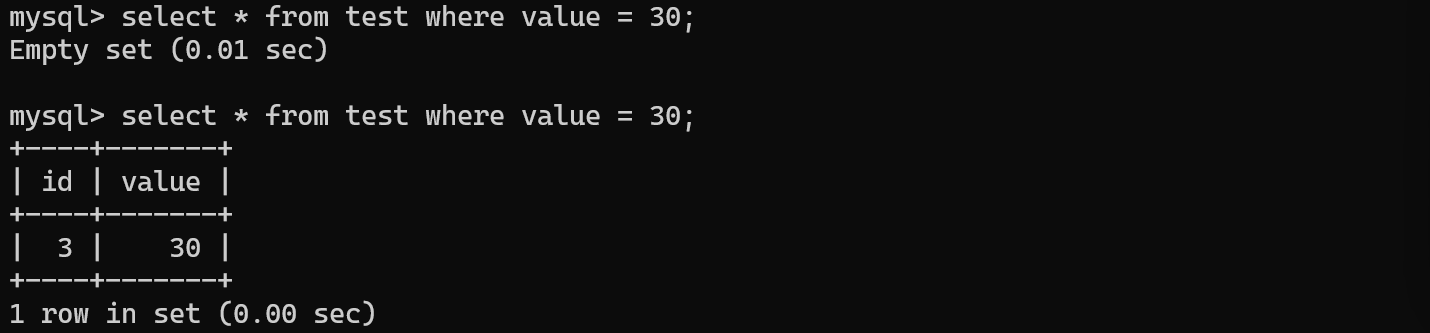 mysql> select * from test where value = 30;
Empty set (0.01 sec)

mysql> select * from test where value = 30;
+----+-------+
| id | value |
+----+-------+
|  3 |    30 |
+----+-------+
1 row in set (0.00 sec)